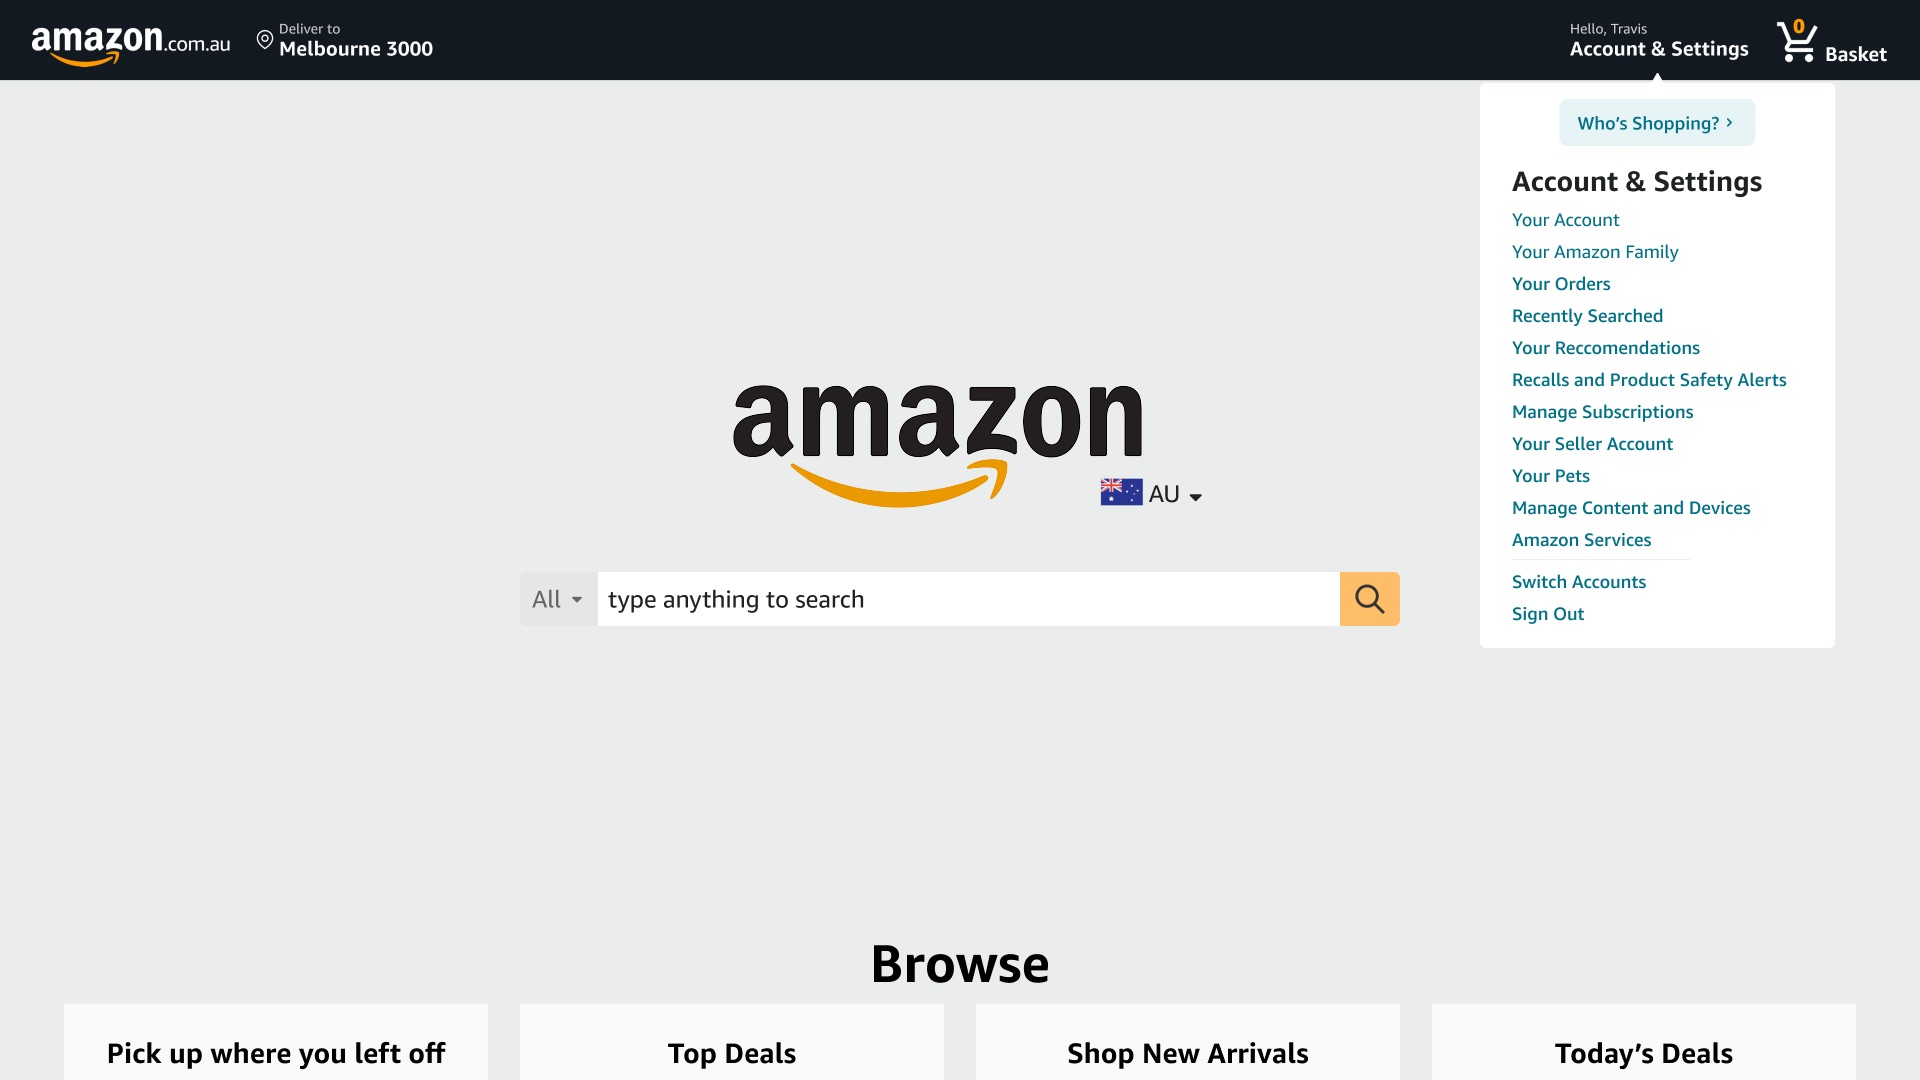 amazon.com.au
Deliver to
Melbourne 3000
Hello, Travis
Account & Settings
0
Basket
Who’s Shopping? ›
Account & Settings
Your Account
Your Amazon Family
Your Orders
Recently Searched
Your Reccomendations
Recalls and Product Safety Alerts
Manage Subscriptions
Your Seller Account
Your Pets
Manage Content and Devices
Amazon Services
Switch Accounts
Sign Out
amazon
AU
All
type anything to search
Browse
Pick up where you left off
Top Deals
Shop New Arrivals
Today’s Deals